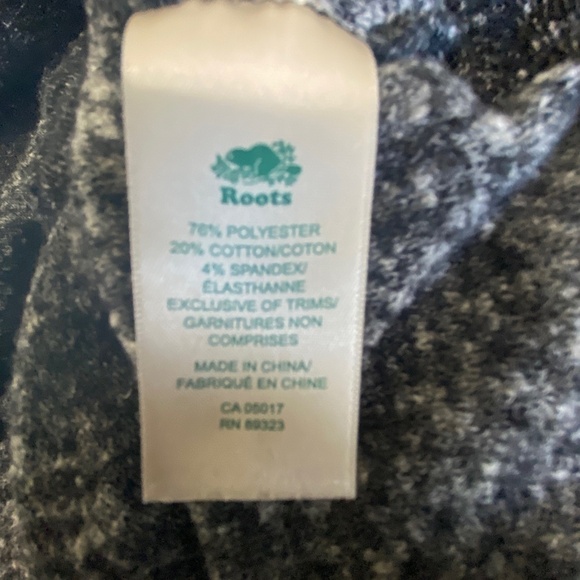 Roots
76% POLYESTER
20% COTTON/COTON
4% SPANDEX/
ÉLASTHANNE
EXCLUSIVE OF TRIMS/
GARNITURES NON
COMPRISES
MADE IN CHINA/
FABRIQUÉ EN CHINE
CA 05017
RN 89323